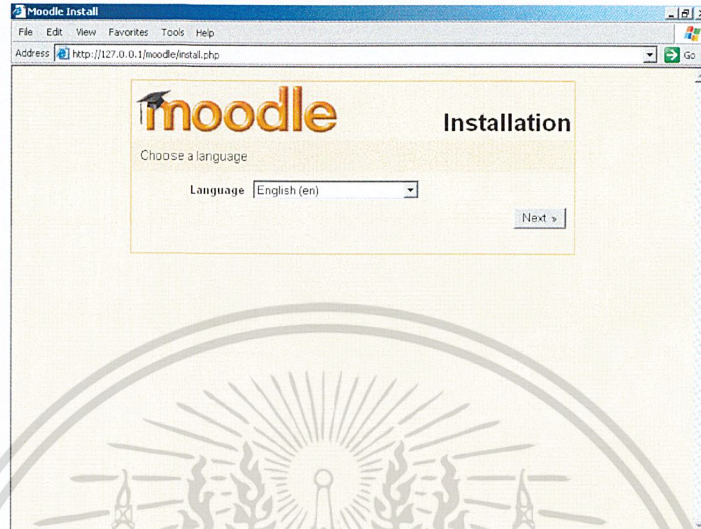 Moodle Install
File Edit View Favorites Tools Help
Address http://127.0.0.1/moodle/install.php Go
moodle
Installation
Choose a language
Language English (en)
Next »